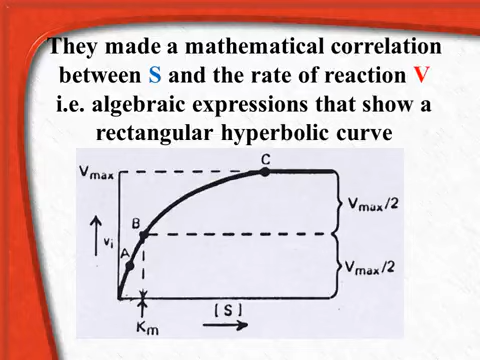 They made a mathematical correlation
between S and the rate of reaction V
i.e. algebraic expressions that show a
rectangular hyperbolic curve
C
Vmax
Vmax/2
B
vi
A
Vmax/2
[S]
Km